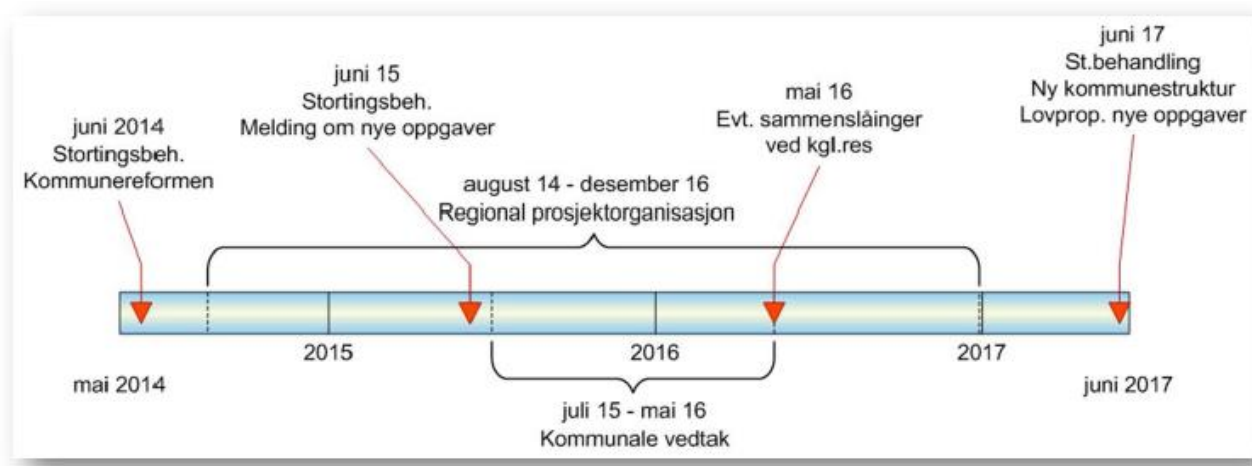 juni 2014
Stortingsbeh.
Kommunereformen
juni 15
Stortingsbeh.
Melding om nye oppgaver
august 14 - desember 16
Regional prosjektorganisasjon
mai 16
Evt. sammenslåinger
ved kgl.res
juni 17
St.behandling
Ny kommunestruktur
Lovprop. nye oppgaver
2015
2016
2017
mai 2014
juni 2017
juli 15 - mai 16
Kommunale vedtak